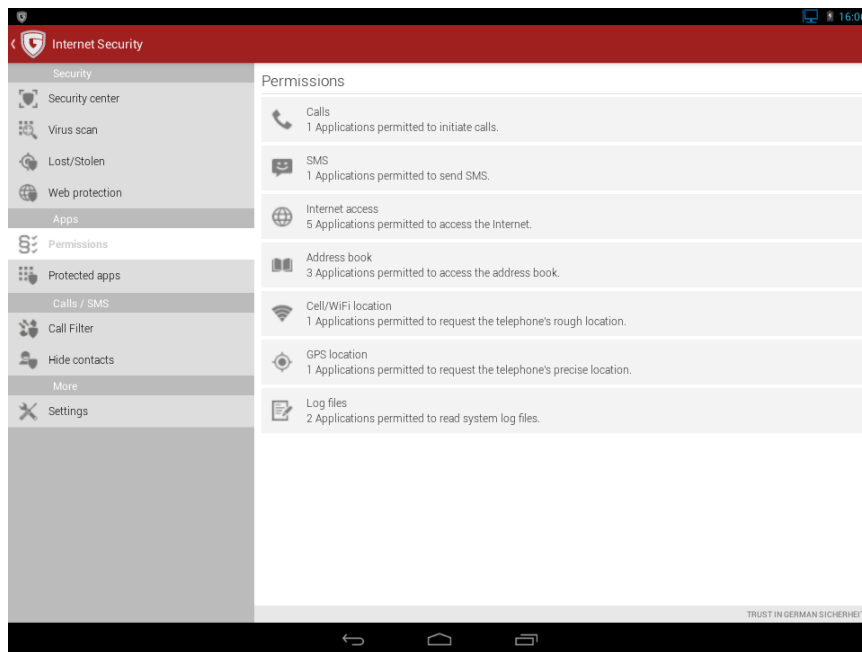 16:00
Internet Security
Security
Security center
Virus scan
Lost/Stolen
Web protection
Apps
Permissions
Protected apps
Calls / SMS
Call Filter
Hide contacts
More
Settings
Permissions
Calls
1 Applications permitted to initiate calls.
SMS
1 Applications permitted to send SMS.
Internet access
5 Applications permitted to access the Internet.
Address book
3 Applications permitted to access the address book.
Cell/WiFi location
1 Applications permitted to request the telephone's rough location.
GPS location
1 Applications permitted to request the telephone's precise location.
Log files
2 Applications permitted to read system log files.
TRUST IN GERMAN SICHERHEIT